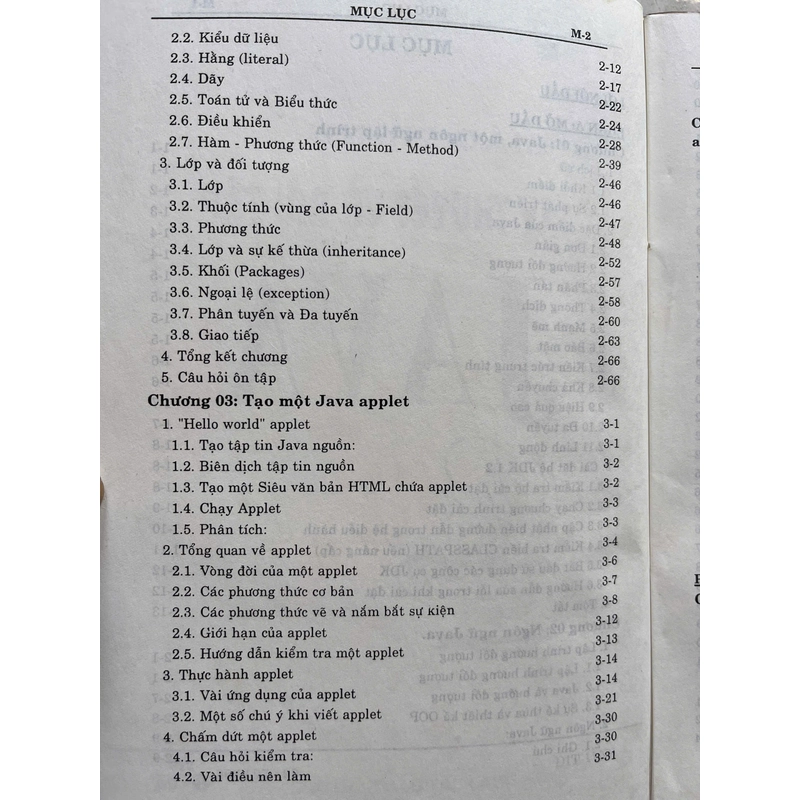 MỤC LỤC
M-2
2.2. Kiểu dữ liệu 2-12
2.3. Hằng (literal) 2-17
2.4. Dãy 2-22
2.5. Toán tử và Biểu thức 2-24
2.6. Điều khiển 2-28
2.7. Hàm - Phương thức (Function - Method) 2-39
3. Lớp và đối tượng 2-46
3.1. Lớp 2-46
3.2. Thuộc tính (vùng của lớp - Field) 2-47
3.3. Phương thức 2-48
3.4. Lớp và sự kế thừa (inheritance) 2-52
3.5. Khối (Packages) 2-57
3.6. Ngoại lệ (exception) 2-58
3.7. Phân tuyến và Đa tuyến 2-60
3.8. Giao tiếp 2-63
4. Tổng kết chương 2-66
5. Câu hỏi ôn tập 2-66
Chương 03: Tạo một Java applet
1. "Hello world" applet 3-1
1.1. Tạo tập tin Java nguồn: 3-1
1.2. Biên dịch tập tin nguồn 3-2
1.3. Tạo một Siêu văn bản HTML chứa applet 3-2
1.4. Chạy Applet 3-3
1.5. Phân tích: 3-3
2. Tổng quan về applet 3-4
2.1. Vòng đời của một applet 3-6
2.2. Các phương thức cơ bản 3-7
2.3. Các phương thức vẽ và nắm bắt sự kiện 3-8
2.4. Giới hạn của applet 3-12
2.5. Hướng dẫn kiểm tra một applet 3-13
3. Thực hành applet 3-14
3.1. Vài ứng dụng của applet 3-14
3.2. Một số chú ý khi viết applet 3-21
4. Chấm dứt một applet 3-30
4.1. Câu hỏi kiểm tra: 3-30
4.2. Vài điều nên làm 3-31